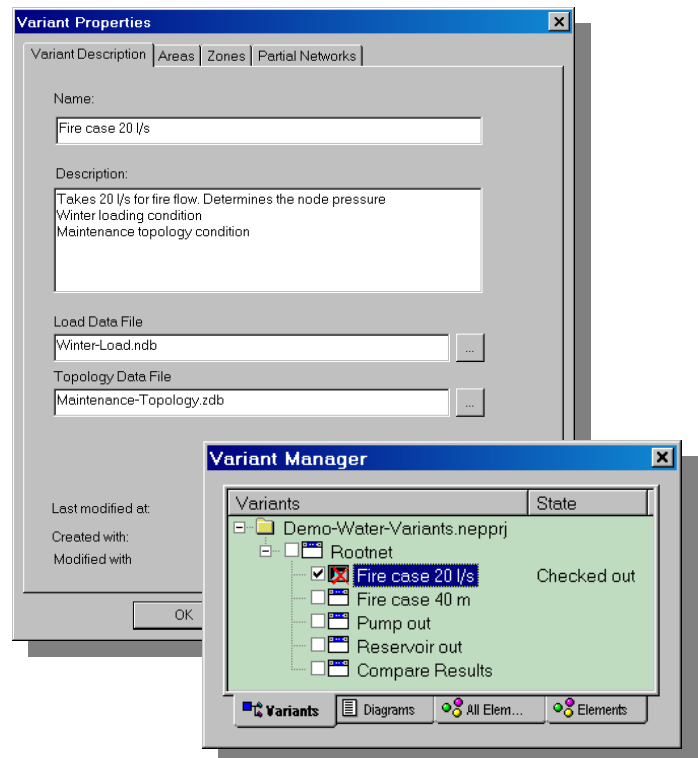 Variant Properties
Variant Description Areas Zones Partial Networks
Name:
Fire case 20 l/s
Description:
Takes 20 l/s for fire flow. Determines the node pressure
Winter loading condition
Maintenance topology condition
Load Data File
Winter-Load.ndb
...
Topology Data File
Maintenance-Topology.zdb
...
Last modified at:
Created with:
Modified with
OK
Variant Manager
Variants State
Demo-Water-Variants.nepprj
Rootnet
Fire case 20 l/s Checked out
Fire case 40 m
Pump out
Reservoir out
Compare Results
Variants Diagrams All Elem... Elements